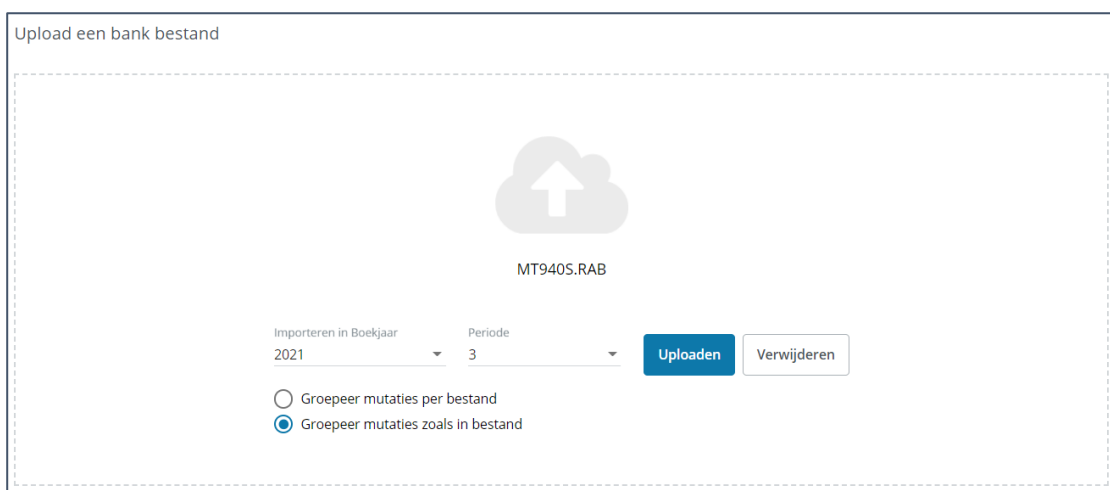 Upload een bank bestand
MT940S.RAB
Importeren in Boekjaar Periode
2021 3 Uploaden Verwijderen
Groepeer mutaties per bestand
Groepeer mutaties zoals in bestand